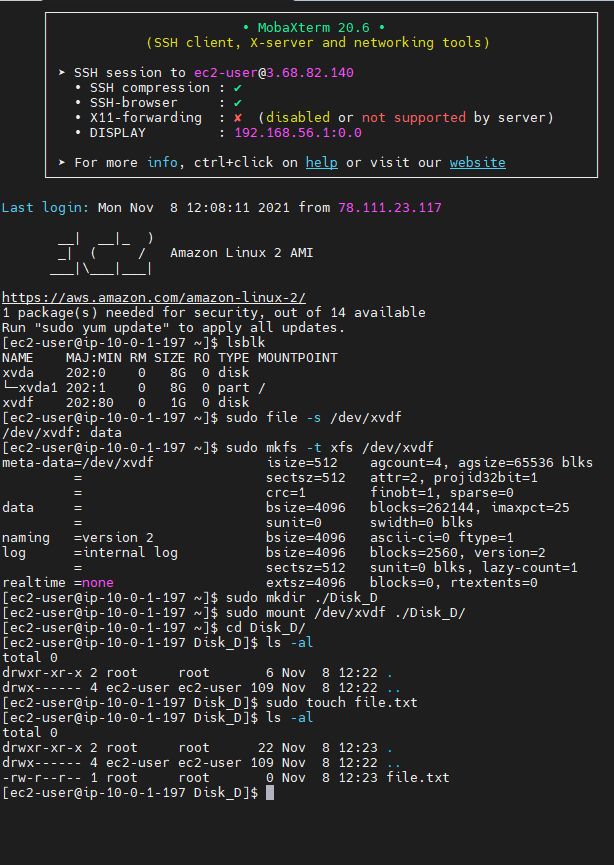 • MobaXterm 20.6 •
(SSH client, X-server and networking tools)
➤ SSH session to ec2-user@3.68.82.140
• SSH compression : ✔
• SSH-browser     : ✔
• X11-forwarding  : ✘  (disabled or not supported by server)
• DISPLAY         : 192.168.56.1:0.0
➤ For more info, ctrl+click on help or visit our website
Last login: Mon Nov  8 12:08:11 2021 from 78.111.23.117
       __|  __|_  )
       _|  (     /   Amazon Linux 2 AMI
      ___|\___|___|
https://aws.amazon.com/amazon-linux-2/
1 package(s) needed for security, out of 14 available
Run "sudo yum update" to apply all updates.
[ec2-user@ip-10-0-1-197 ~]$ lsblk
NAME    MAJ:MIN RM SIZE RO TYPE MOUNTPOINT
xvda    202:0    0   8G  0 disk
└─xvda1 202:1    0   8G  0 part /
xvdf    202:80   0   1G  0 disk
[ec2-user@ip-10-0-1-197 ~]$ sudo file -s /dev/xvdf
/dev/xvdf: data
[ec2-user@ip-10-0-1-197 ~]$ sudo mkfs -t xfs /dev/xvdf
meta-data=/dev/xvdf              isize=512    agcount=4, agsize=65536 blks
         =                       sectsz=512   attr=2, projid32bit=1
         =                       crc=1        finobt=1, sparse=0
data     =                       bsize=4096   blocks=262144, imaxpct=25
         =                       sunit=0      swidth=0 blks
naming   =version 2              bsize=4096   ascii-ci=0 ftype=1
log      =internal log           bsize=4096   blocks=2560, version=2
         =                       sectsz=512   sunit=0 blks, lazy-count=1
realtime =none                   extsz=4096   blocks=0, rtextents=0
[ec2-user@ip-10-0-1-197 ~]$ sudo mkdir ./Disk_D
[ec2-user@ip-10-0-1-197 ~]$ sudo mount /dev/xvdf ./Disk_D/
[ec2-user@ip-10-0-1-197 ~]$ cd Disk_D/
[ec2-user@ip-10-0-1-197 Disk_D]$ ls -al
total 0
drwxr-xr-x 2 root     root       6 Nov  8 12:22 .
drwx------ 4 ec2-user ec2-user 109 Nov  8 12:22 ..
[ec2-user@ip-10-0-1-197 Disk_D]$ sudo touch file.txt
[ec2-user@ip-10-0-1-197 Disk_D]$ ls -al
total 0
drwxr-xr-x 2 root     root      22 Nov  8 12:23 .
drwx------ 4 ec2-user ec2-user 109 Nov  8 12:22 ..
-rw-r--r-- 1 root     root       0 Nov  8 12:23 file.txt
[ec2-user@ip-10-0-1-197 Disk_D]$